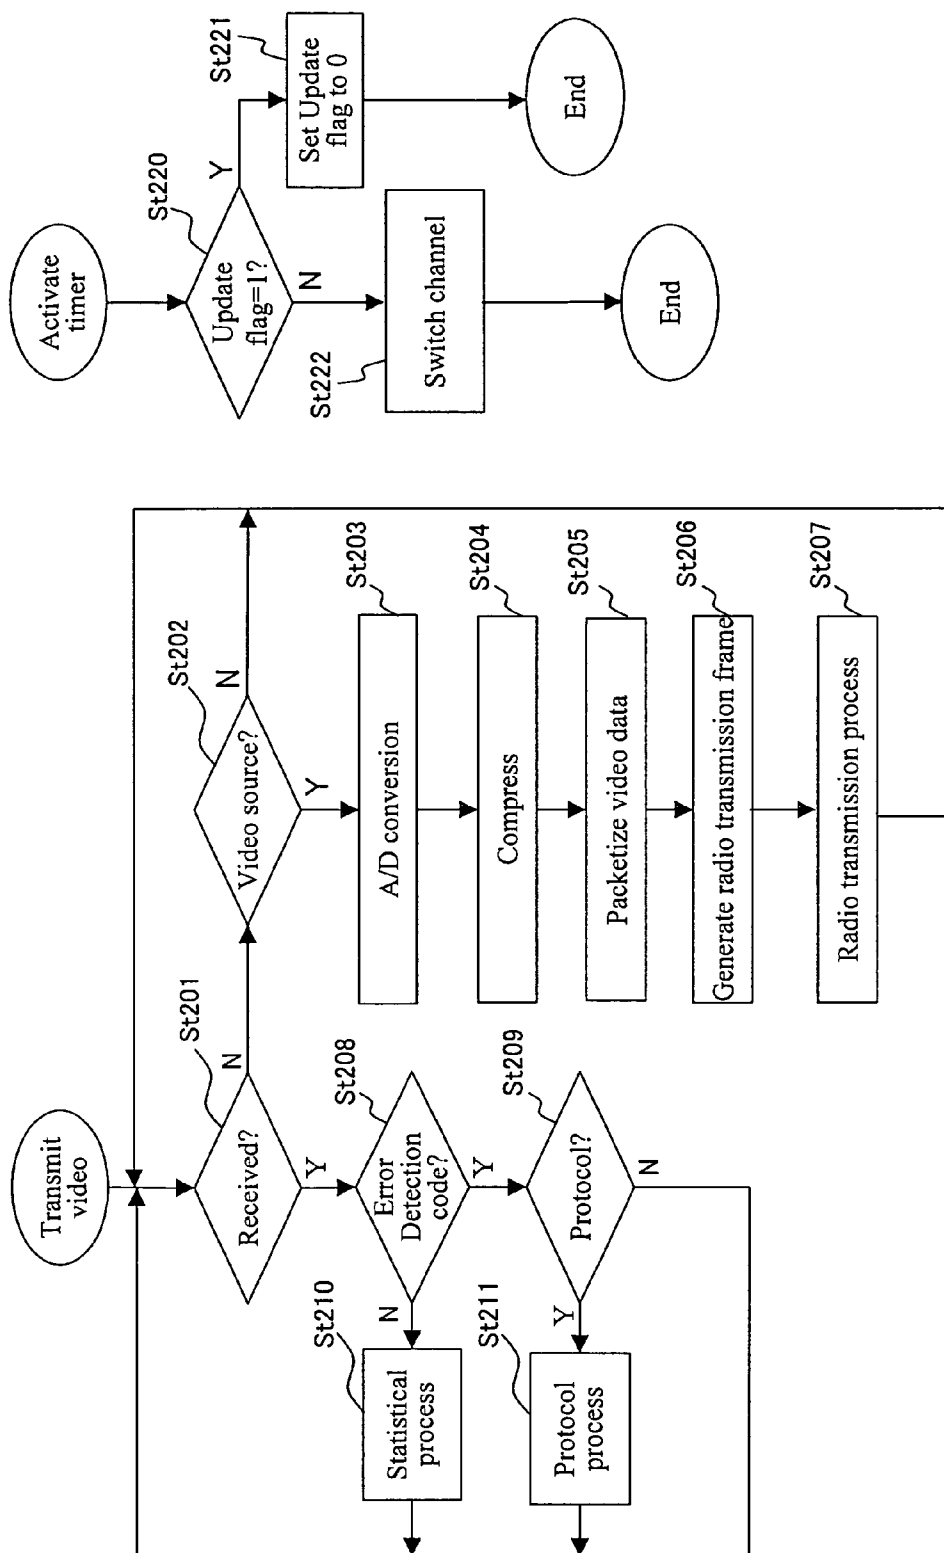 Transmit
video
St201
Received?
N
Y
St202
Video source?
N
Y
St203
A/D conversion
St204
Compress
St205
Packetize video data
St206
Generate radio transmission frame
St207
Radio transmission process
St208
Error
Detection
code?
N
Y
St210
Statistical
process
St209
Protocol?
Y
N
St211
Protocol
process
Activate
timer
St220
Update
flag=1?
Y
N
St221
Set Update
flag to 0
End
St222
Switch channel
End